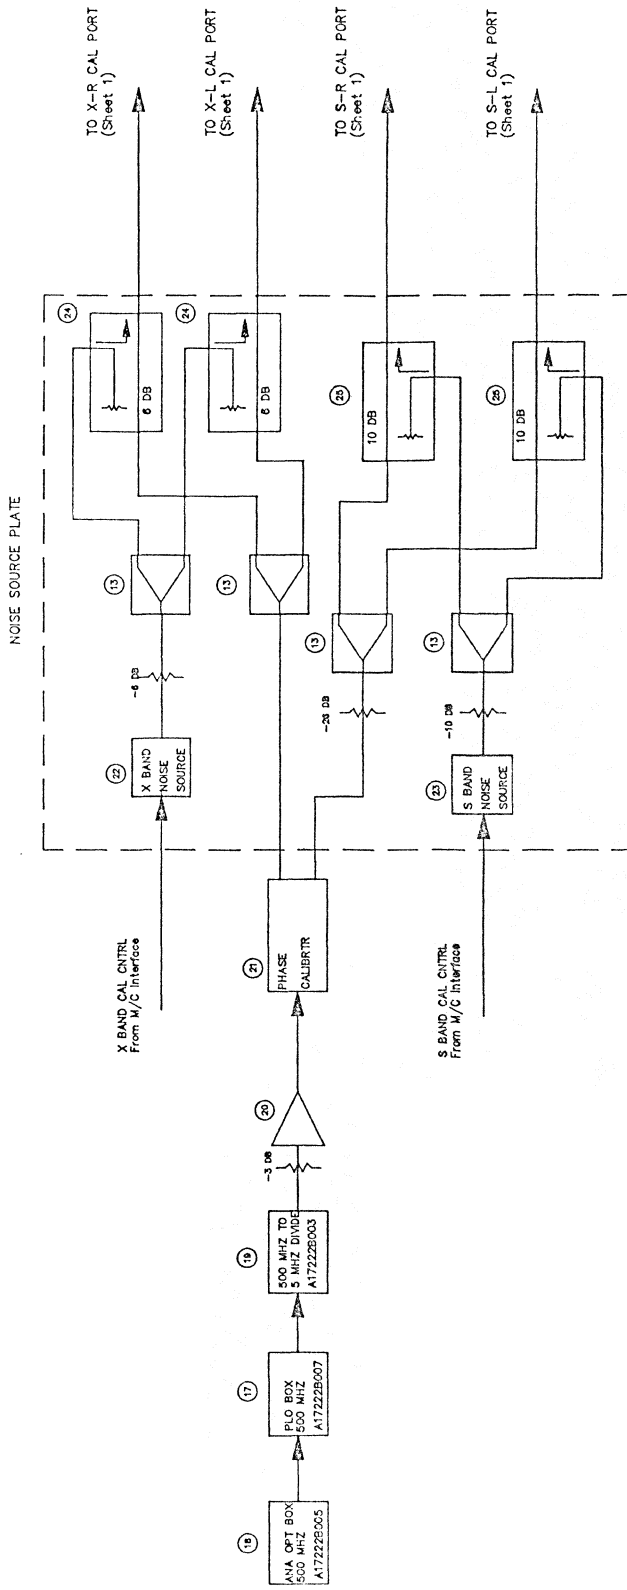 NOISE SOURCE PLATE
TO X-R CAL PORT
(Sheet 1)
TO X-L CAL PORT
(Sheet 1)
TO S-R CAL PORT
(Sheet 1)
TO S-L CAL PORT
(Sheet 1)
24
6 DB
24
6 DB
25
10 DB
25
10 DB
13
13
13
13
-6 DB
-26 DB
-10 DB
22
X BAND
NOISE
SOURCE
23
S BAND
NOISE
SOURCE
X BAND CAL CNTRL
From M/C Interface
S BAND CAL CNTRL
From M/C Interface
21
PHASE
CALIBRTR
20
-3 DB
19
500 MHZ TO
5 MHZ DIVIDE
A17222B003
17
PLO BOX
500 MHZ
A17222B007
18
ANA OPT BOX
500 MHZ
A17222B005